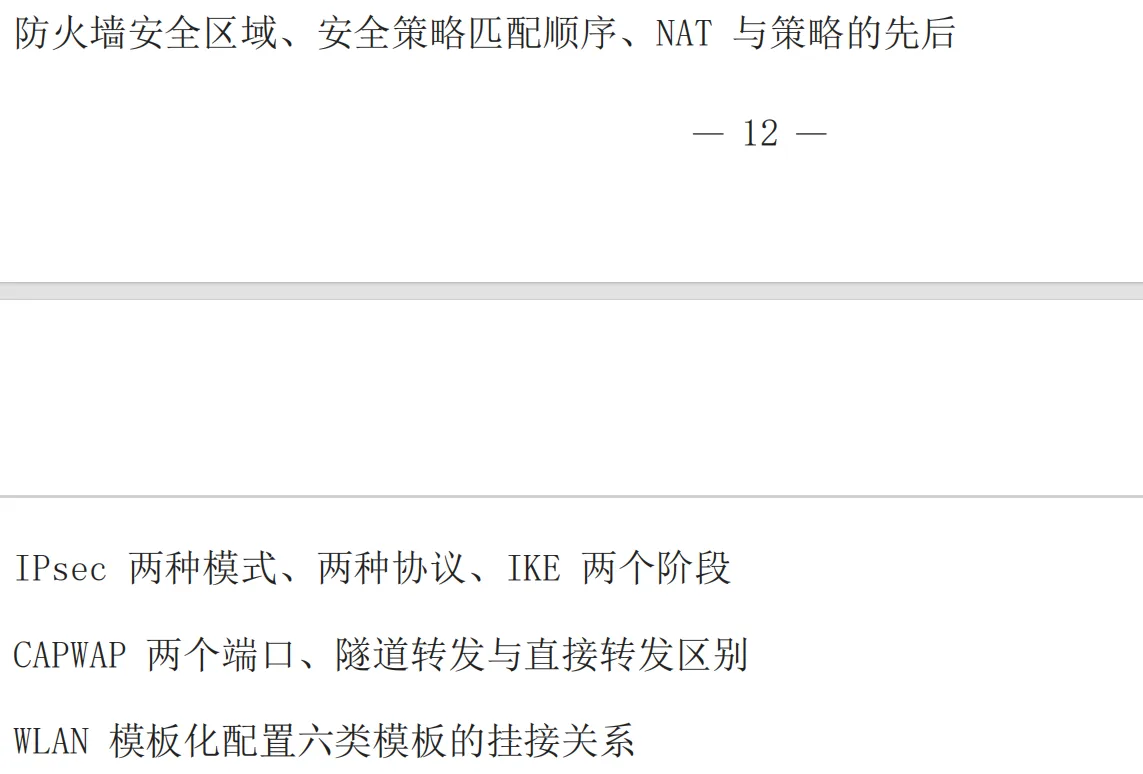 防火墙安全区域、安全策略匹配顺序、NAT 与策略的先后
— 12 —
IPsec 两种模式、两种协议、IKE 两个阶段
CAPWAP 两个端口、隧道转发与直接转发区别
WLAN 模板化配置六类模板的挂接关系